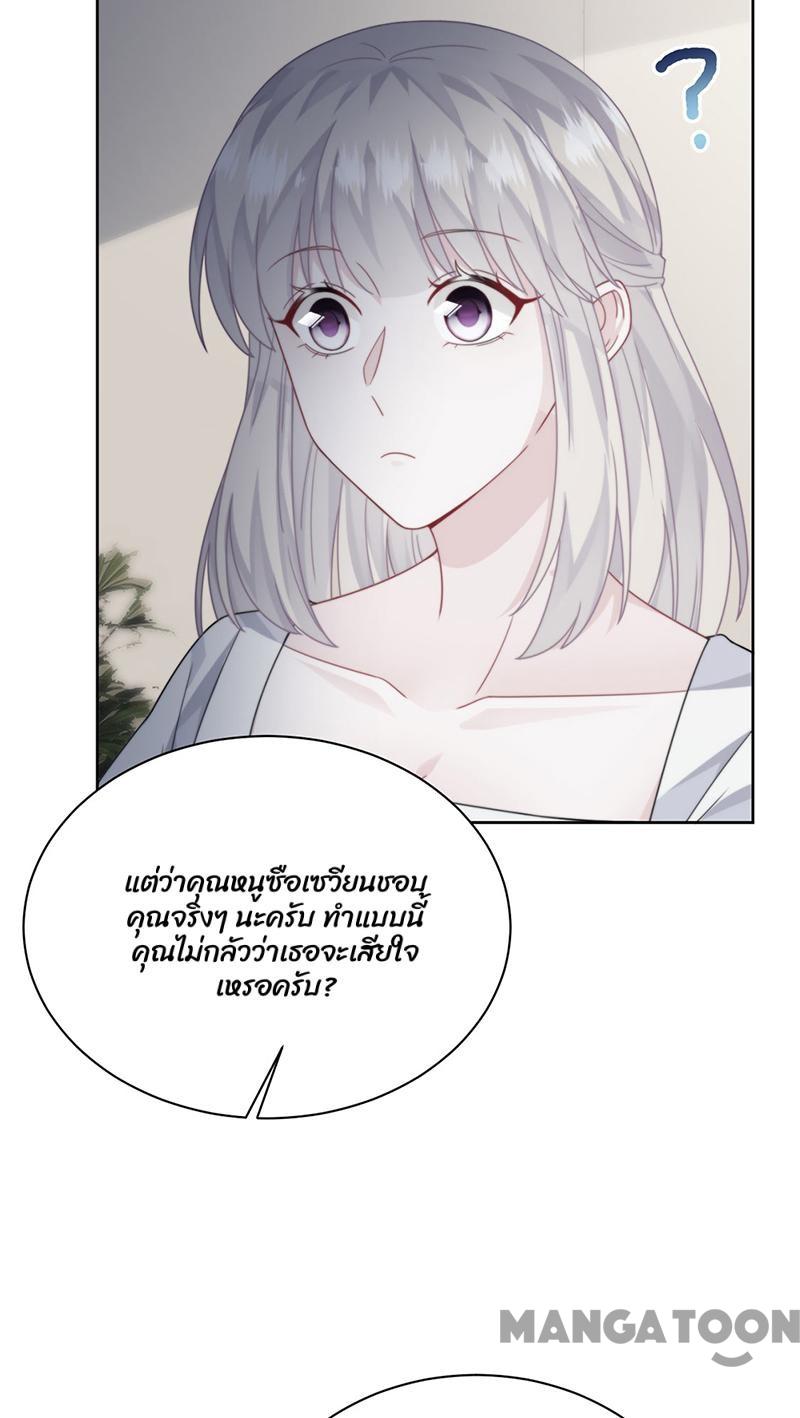 ?
แต่ว่าคุณหนูซือเซวียนชอบ
คุณจริงๆ นะครับ ทำแบบนี้
คุณไม่กลัวว่าเธอจะเสียใจ
เหรอครับ?
MANGATOON